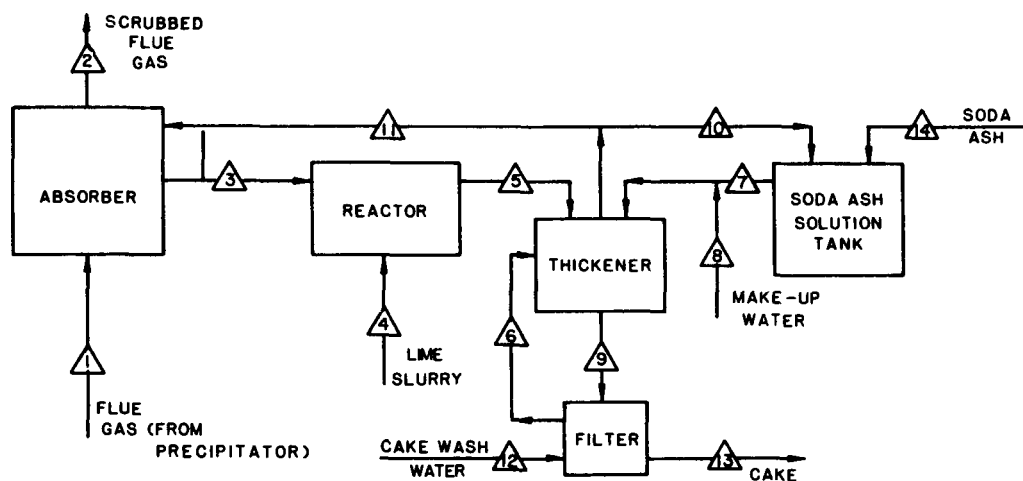 SCRUBBED
FLUE
GAS
2
11
10
14
SODA
ASH
ABSORBER
3
REACTOR
5
7
SODA ASH
SOLUTION
TANK
THICKENER
8
MAKE-UP
WATER
4
LIME
SLURRY
6
9
1
FLUE
GAS (FROM
PRECIPITATOR)
FILTER
CAKE WASH
WATER
12
13
CAKE